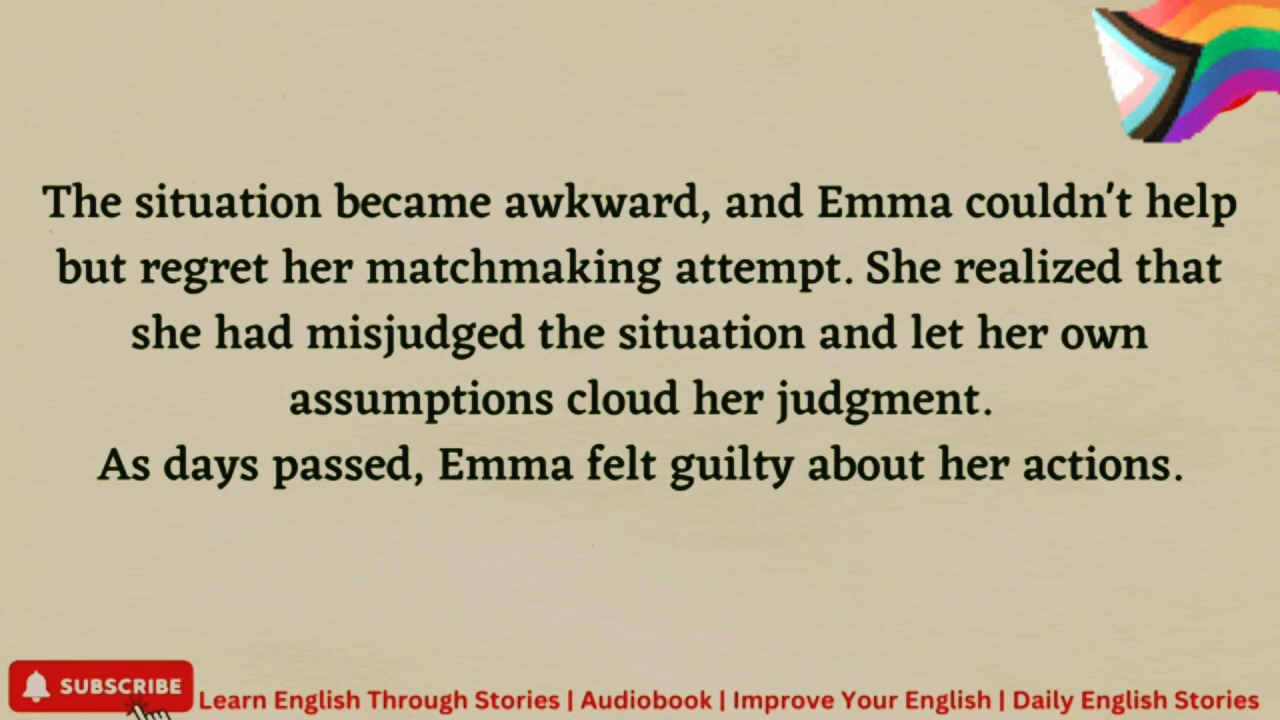 The situation became awkward, and Emma couldn't help
but regret her matchmaking attempt. She realized that
she had misjudged the situation and let her own
assumptions cloud her judgment.
As days passed, Emma felt guilty about her actions.
SUBSCRIBE
Learn English Through Stories | Audiobook | Improve Your English | Daily English Stories